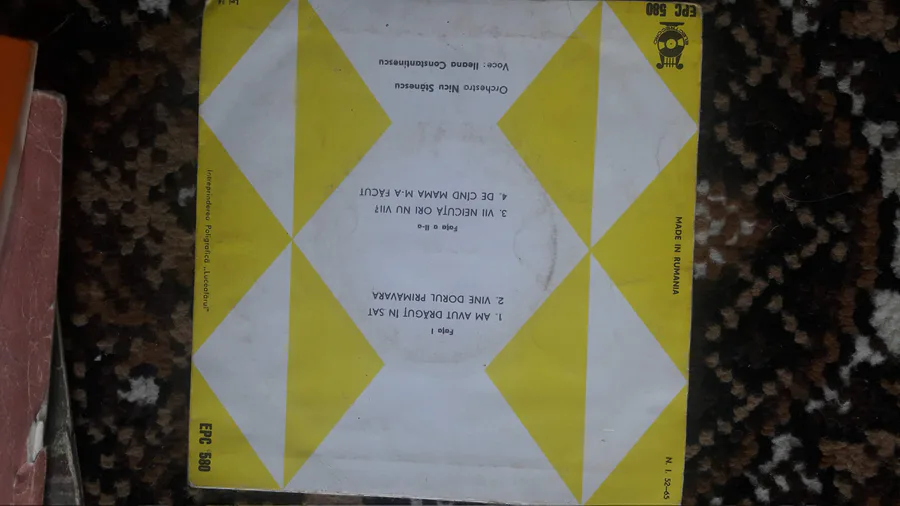 EPC 580
Fața I
1. AM AVUT DRĂGUȚ ÎN SAT
2. VINE DORUL PRIMĂVARA
Fața a II-a
3. VII NEICUȚĂ ORI NU VII?
4. DE CÎND MAMA M-A FĂCUT
Orchestra Nicu Stănescu
Voce: Ileana Constantinescu
MADE IN RUMANIA
Întreprinderea Poligrafică „Luceafărul”
EPC 580
N. I. 52-65